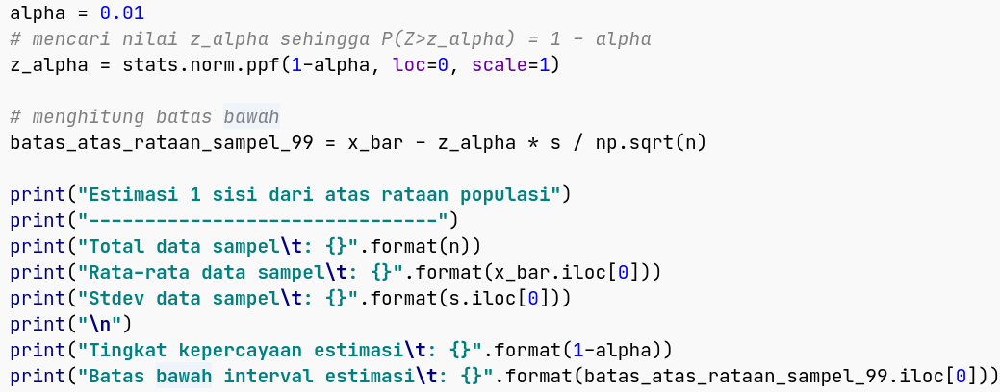 alpha = 0.01
# mencari nilai z_alpha sehingga P(Z>z_alpha) = 1 - alpha
z_alpha = stats.norm.ppf(1-alpha, loc=0, scale=1)
# menghitung batas bawah
batas_atas_rataan_sampel_99 = x_bar - z_alpha * s / np.sqrt(n)
print("Estimasi 1 sisi dari atas rataan populasi")
print("-------------------------------")
print("Total data sampel\t: {}".format(n))
print("Rata-rata data sampel\t: {}".format(x_bar.iloc[0]))
print("Stdev data sampel\t: {}".format(s.iloc[0]))
print("\n")
print("Tingkat kepercayaan estimasi\t: {}".format(1-alpha))
print("Batas bawah interval estimasi\t: {}".format(batas_atas_rataan_sampel_99.iloc[0]))